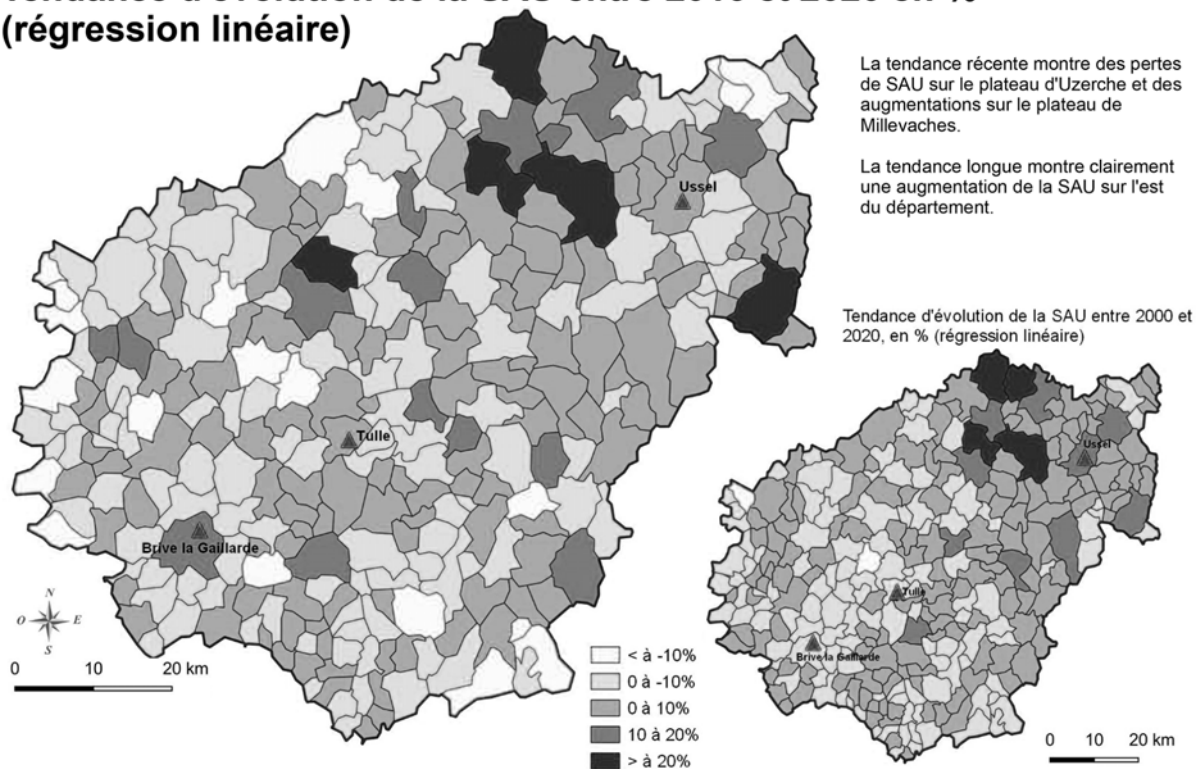 (régression linéaire)
La tendance récente montre des pertes
de SAU sur le plateau d'Uzerche et des
augmentations sur le plateau de
Millevaches.
La tendance longue montre clairement
une augmentation de la SAU sur l'est
du département.
Ussel
Tulle
Brive la Gaillarde
N
O E
S
0 10 20 km
< à -10%
0 à -10%
0 à 10%
10 à 20%
> à 20%
Tendance d'évolution de la SAU entre 2000 et
2020, en % (régression linéaire)
Ussel
Tulle
Brive la Gaillarde
0 10 20 km